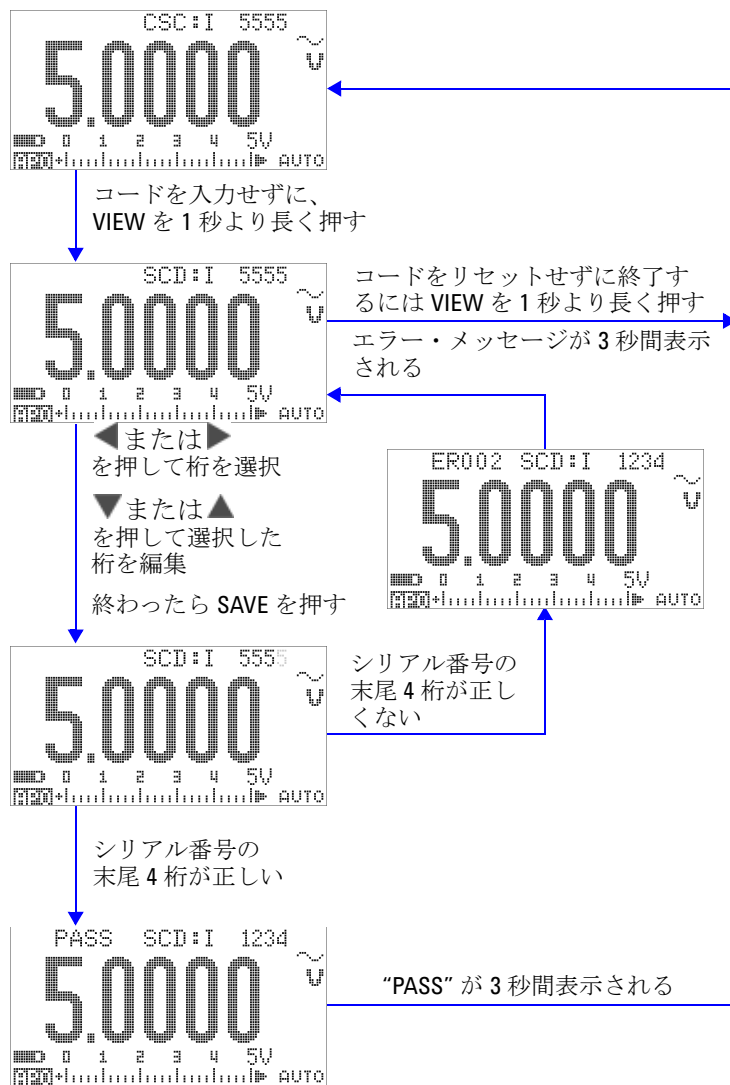 CSC:I 5555
5.0000
V
0 1 2 3 4 5V
APO AUTO
コードを入力せずに、
VIEW を 1 秒より長く押す
SCD:I 5555
5.0000
V
0 1 2 3 4 5V
APO AUTO
コードをリセットせずに終了す
るには VIEW を 1 秒より長く押す
エラー・メッセージが 3 秒間表示
される
◀または▶
を押して桁を選択
▼または▲
を押して選択した
桁を編集
終わったら SAVE を押す
ER002 SCD:I 1234
5.0000
V
0 1 2 3 4 5V
APO AUTO
SCD:I 5555
5.0000
V
0 1 2 3 4 5V
APO AUTO
シリアル番号の
末尾 4 桁が正し
くない
シリアル番号の
末尾 4 桁が正しい
PASS SCD:I 1234
5.0000
V
0 1 2 3 4 5V
APO AUTO
“PASS” が 3 秒間表示される